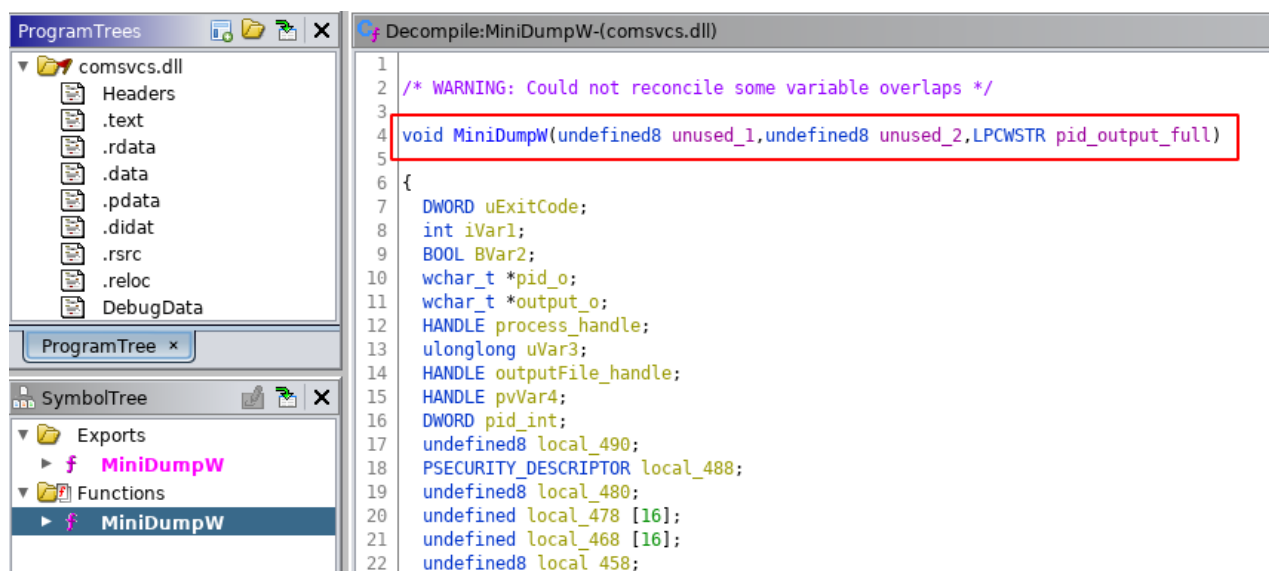 ProgramTrees
comsvcs.dll
Headers
.text
.rdata
.data
.pdata
.didat
.rsrc
.reloc
DebugData
ProgramTree ×
SymbolTree
Exports
f MiniDumpW
Functions
f MiniDumpW
Cf Decompile:MiniDumpW-(comsvcs.dll)
1
2 /* WARNING: Could not reconcile some variable overlaps */
3
4 void MiniDumpW(undefined8 unused_1,undefined8 unused_2,LPCWSTR pid_output_full)
5
6 {
7 DWORD uExitCode;
8 int iVar1;
9 BOOL BVar2;
10 wchar_t *pid_o;
11 wchar_t *output_o;
12 HANDLE process_handle;
13 ulonglong uVar3;
14 HANDLE outputFile_handle;
15 HANDLE pvVar4;
16 DWORD pid_int;
17 undefined8 local_490;
18 PSECURITY_DESCRIPTOR local_488;
19 undefined8 local_480;
20 undefined local_478 [16];
21 undefined local_468 [16];
22 undefined8 local_458;